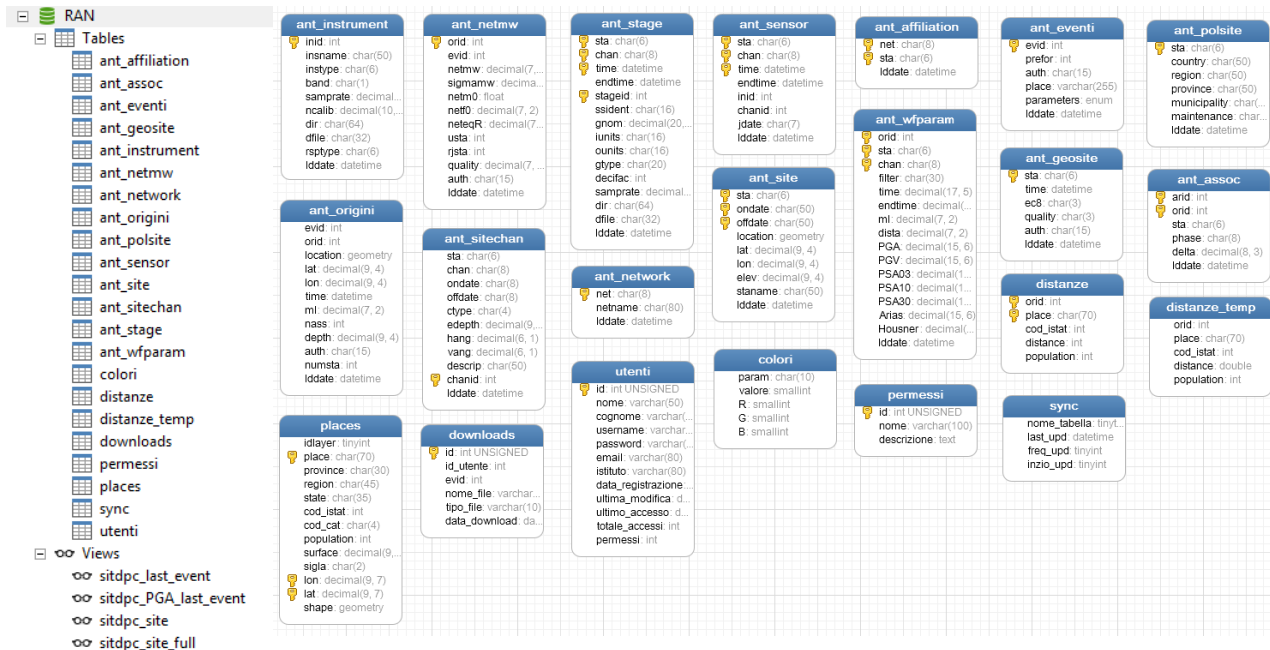 RAN
Tables
ant_affiliation
ant_assoc
ant_eventi
ant_geosite
ant_instrument
ant_netmw
ant_network
ant_origini
ant_polsite
ant_sensor
ant_site
ant_sitechan
ant_stage
ant_wfparam
colori
distanze
distanze_temp
downloads
permessi
places
sync
utenti
Views
sitdpc_last_event
sitdpc_PGA_last_event
sitdpc_site
sitdpc_site_full
ant_instrument
inid: int
insname: char(50)
instype: char(6)
band: char(1)
samprate: decimal...
ncalib: decimal(10,...
dir: char(64)
dfile: char(32)
rsptype: char(6)
lddate: datetime
ant_origini
evid: int
orid: int
location: geometry
lat: decimal(9, 4)
lon: decimal(9, 4)
time: datetime
ml: decimal(7, 2)
nass: int
depth: decimal(9, 4)
auth: char(15)
numsta: int
lddate: datetime
places
idlayer: tinyint
place: char(70)
province: char(30)
region: char(45)
state: char(35)
cod_istat: int
cod_cat: char(4)
population: int
surface: decimal(9,...
sigla: char(2)
lon: decimal(9, 7)
lat: decimal(9, 7)
shape: geometry
ant_netmw
orid: int
evid: int
netmw: decimal(7,...
sigmamw: decima...
netm0: float
netf0: decimal(7, 2)
neteqR: decimal(7...
usta: int
rjsta: int
quality: decimal(7, ...
auth: char(15)
lddate: datetime
ant_sitechan
sta: char(6)
chan: char(8)
ondate: char(8)
offdate: char(8)
ctype: char(4)
edepth: decimal(9,...
hang: decimal(6, 1)
vang: decimal(6, 1)
descrip: char(50)
chanid: int
lddate: datetime
downloads
id: int UNSIGNED
id_utente: int
evid: int
nome_file: varchar...
tipo_file: varchar(10)
data_download: da...
ant_stage
sta: char(6)
chan: char(8)
time: datetime
endtime: datetime
stageid: int
ssident: char(16)
gnom: decimal(20,...
iunits: char(16)
ounits: char(16)
gtype: char(20)
decifac: int
samprate: decimal...
dir: char(64)
dfile: char(32)
lddate: datetime
ant_network
net: char(8)
netname: char(80)
lddate: datetime
utenti
id: int UNSIGNED
nome: varchar(50)
cognome: varchar(...
username: varchar...
password: varchar(...
email: varchar(80)
istituto: varchar(80)
data_registrazione: ...
ultima_modifica: d...
ultimo_accesso: d...
totale_accessi: int
permessi: int
ant_sensor
sta: char(6)
chan: char(8)
time: datetime
endtime: datetime
inid: int
chanid: int
jdate: char(7)
lddate: datetime
ant_site
sta: char(6)
ondate: char(50)
offdate: char(50)
location: geometry
lat: decimal(9, 4)
lon: decimal(9, 4)
elev: decimal(9, 4)
staname: char(50)
lddate: datetime
colori
param: char(10)
valore: smallint
R: smallint
G: smallint
B: smallint
ant_affiliation
net: char(8)
sta: char(6)
lddate: datetime
ant_wfparam
orid: int
sta: char(6)
chan: char(8)
filter: char(30)
time: decimal(17, 5)
endtime: decimal(...
ml: decimal(7, 2)
dista: decimal(7, 2)
PGA: decimal(15, 6)
PGV: decimal(15, 6)
PSA03: decimal(1...
PSA10: decimal(1...
PSA30: decimal(1...
Arias: decimal(15, 6)
Housner: decimal(...
lddate: datetime
permessi
id: int UNSIGNED
nome: varchar(100)
descrizione: text
ant_eventi
evid: int
prefor: int
auth: char(15)
place: varchar(255)
parameters: enum
lddate: datetime
ant_geosite
sta: char(6)
time: datetime
ec8: char(3)
quality: char(3)
auth: char(15)
lddate: datetime
distanze
orid: int
place: char(70)
cod_istat: int
distance: int
population: int
sync
nome_tabella: tinyt...
last_upd: datetime
freq_upd: tinyint
inzio_upd: tinyint
ant_polsite
sta: char(6)
country: char(50)
region: char(50)
province: char(50)
municipality: char(...
maintenance: char...
lddate: datetime
ant_assoc
arid: int
orid: int
sta: char(6)
phase: char(8)
delta: decimal(8, 3)
lddate: datetime
distanze_temp
orid: int
place: char(70)
cod_istat: int
distance: double
population: int